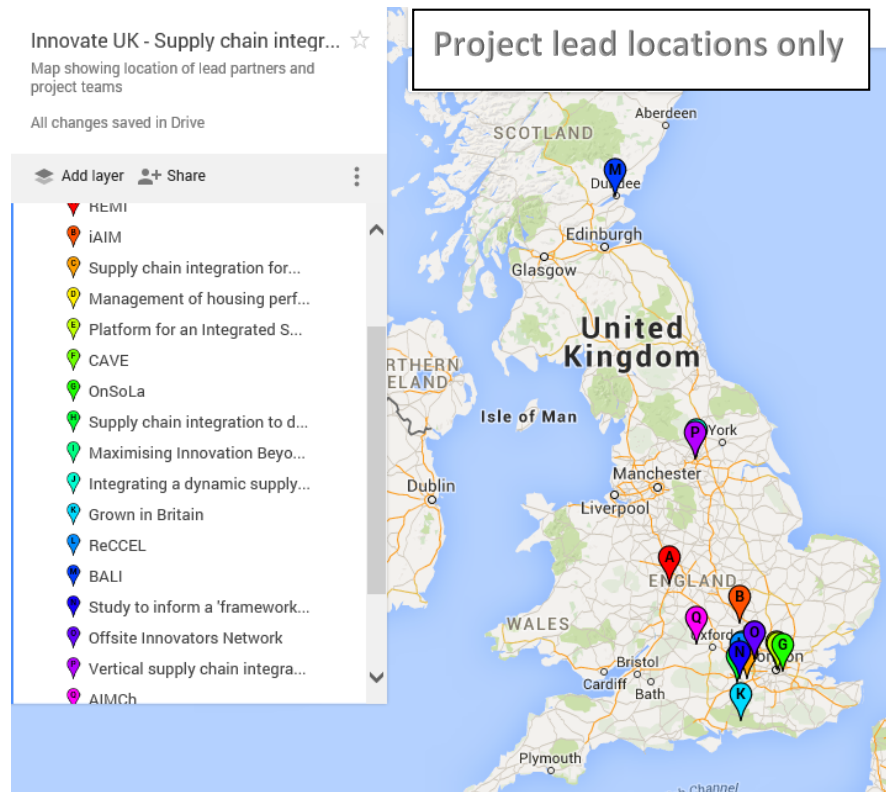 Innovate UK - Supply chain integr...
Map showing location of lead partners and
project teams
All changes saved in Drive
Add layer
Share
REMI
B iAIM
C Supply chain integration for...
D Management of housing perf...
E Platform for an Integrated S...
F CAVE
G OnSoLa
H Supply chain integration to d...
I Maximising Innovation Beyo...
J Integrating a dynamic supply...
K Grown in Britain
L ReCCEL
M BALI
N Study to inform a 'framework...
O Offsite Innovators Network
P Vertical supply chain integra...
Q AIMCh
Project lead locations only
Aberdeen
SCOTLAND
M
Dundee
Edinburgh
Glasgow
United
Kingdom
RTHERN
ELAND
Isle of Man
P
York
Dublin
Manchester
Liverpool
A
ENGLAND
B
WALES
Q
Oxford
O
G
N
Bristol
Cardiff
Bath
K
Plymouth
Channel